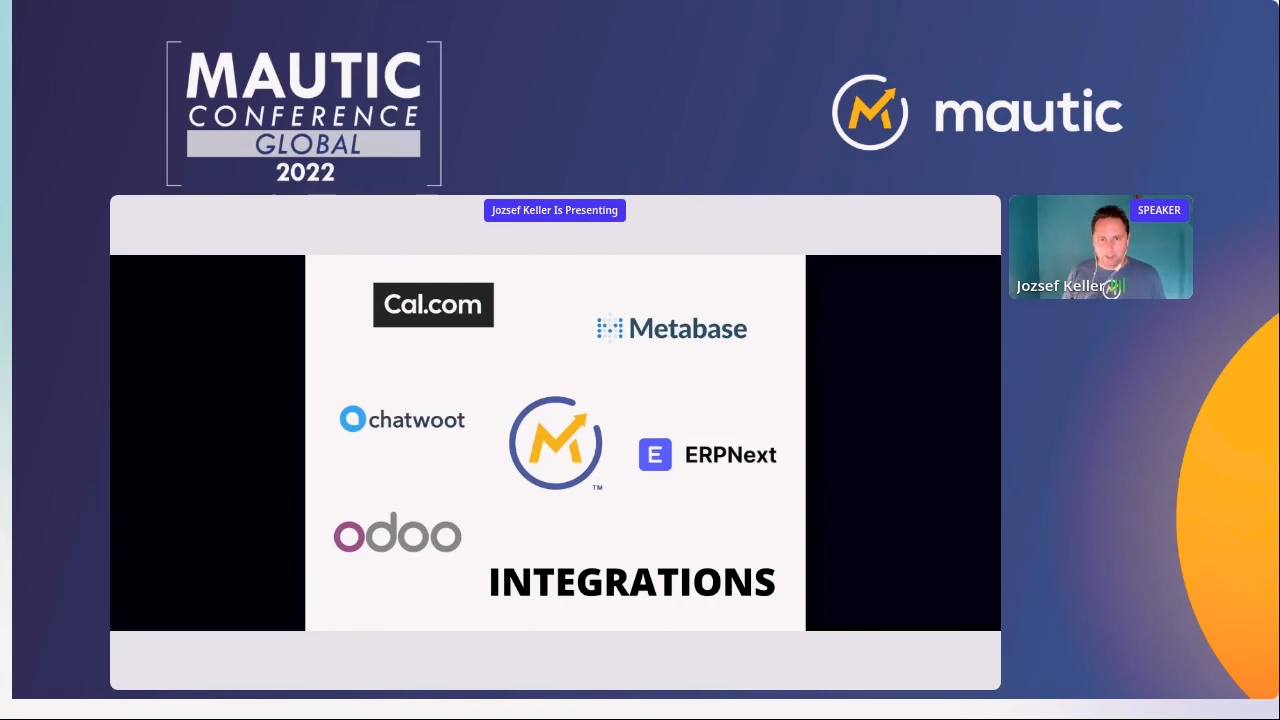 MAUTIC
CONFERENCE
GLOBAL
2022
mautic
Jozsef Keller Is Presenting
SPEAKER
Jozsef Keller
Cal.com
Metabase
chatwoot
E ERPNext
TM
odoo
INTEGRATIONS